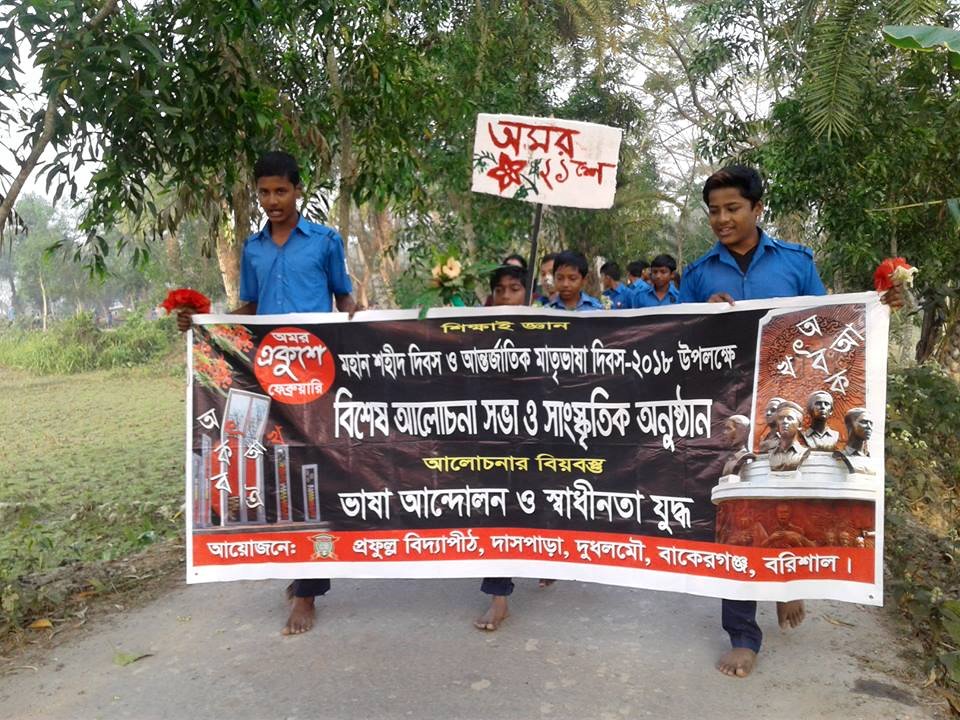 অমর
২১শে
শিক্ষাই জ্ঞান
অমর
একুশে
ফেব্রুয়ারি
মহান শহীদ দিবস ও আন্তর্জাতিক মাতৃভাষা দিবস-২০১৮ উপলক্ষে
বিশেষ আলোচনা সভা ও সাংস্কৃতিক অনুষ্ঠান
আলোচনার বিয়বস্তু
ভাষা আন্দোলন ও স্বাধীনতা যুদ্ধ
আয়োজনে: প্রফুল্ল বিদ্যাপীঠ, দাসপাড়া, দুধলমৌ, বাকেরগঞ্জ, বরিশাল।